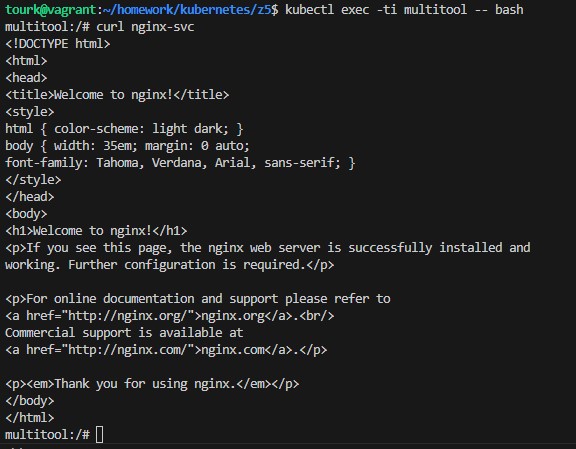 tourk@vagrant:~/homework/kubernetes/z5$ kubectl exec -ti multitool -- bash
multitool:/# curl nginx-svc
<!DOCTYPE html>
<html>
<head>
<title>Welcome to nginx!</title>
<style>
html { color-scheme: light dark; }
body { width: 35em; margin: 0 auto;
font-family: Tahoma, Verdana, Arial, sans-serif; }
</style>
</head>
<body>
<h1>Welcome to nginx!</h1>
<p>If you see this page, the nginx web server is successfully installed and
working. Further configuration is required.</p>

<p>For online documentation and support please refer to
<a href="http://nginx.org/">nginx.org</a>.<br/>
Commercial support is available at
<a href="http://nginx.com/">nginx.com</a>.</p>

<p><em>Thank you for using nginx.</em></p>
</body>
</html>
multitool:/#